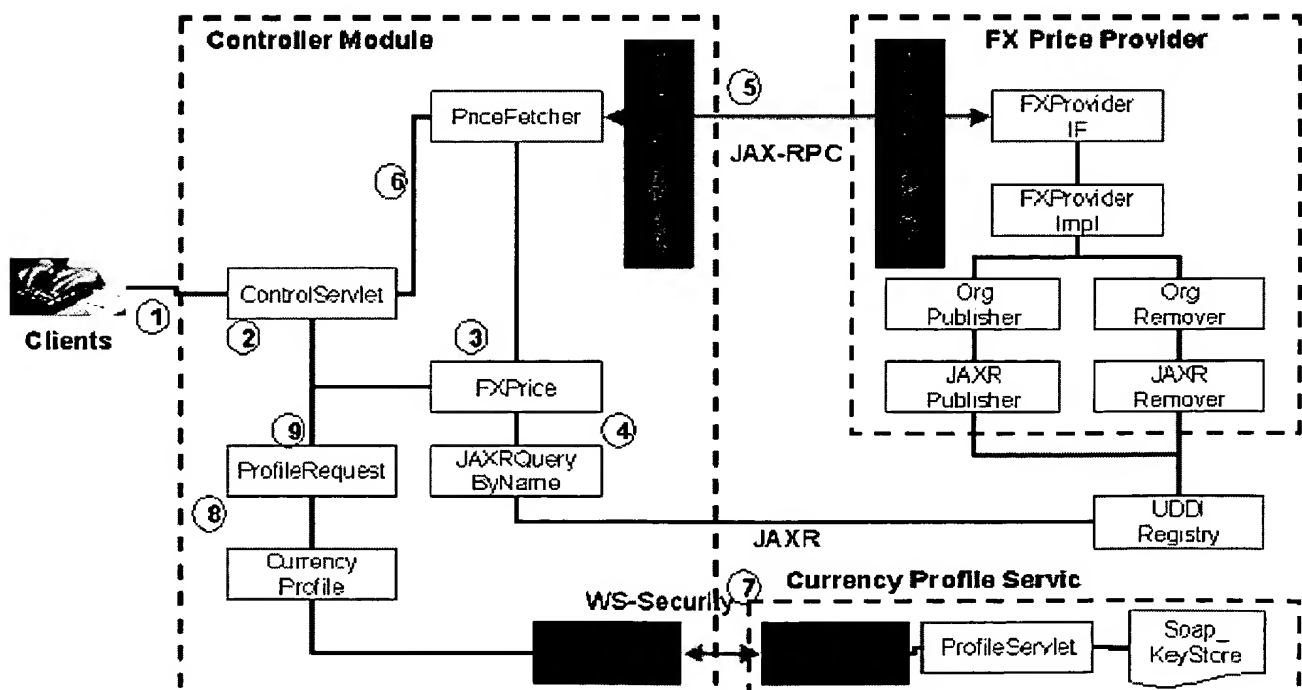 Controller Module
FX Price Provider
5
PriceFetcher
FXProvider
IF
JAX-RPC
6
FXProvider
Impl
ControlServlet
Org
Publisher
Org
Remover
1
Clients
2
3
FXPrice
JAXR
Publisher
JAXR
Remover
9
4
ProfileRequest
JAXRQuery
ByName
8
UDDI
Registry
JAXR
Currency
Profile
7
Currency Profile Servic
WS-Security
ProfileServlet
Soap_
KeyStore